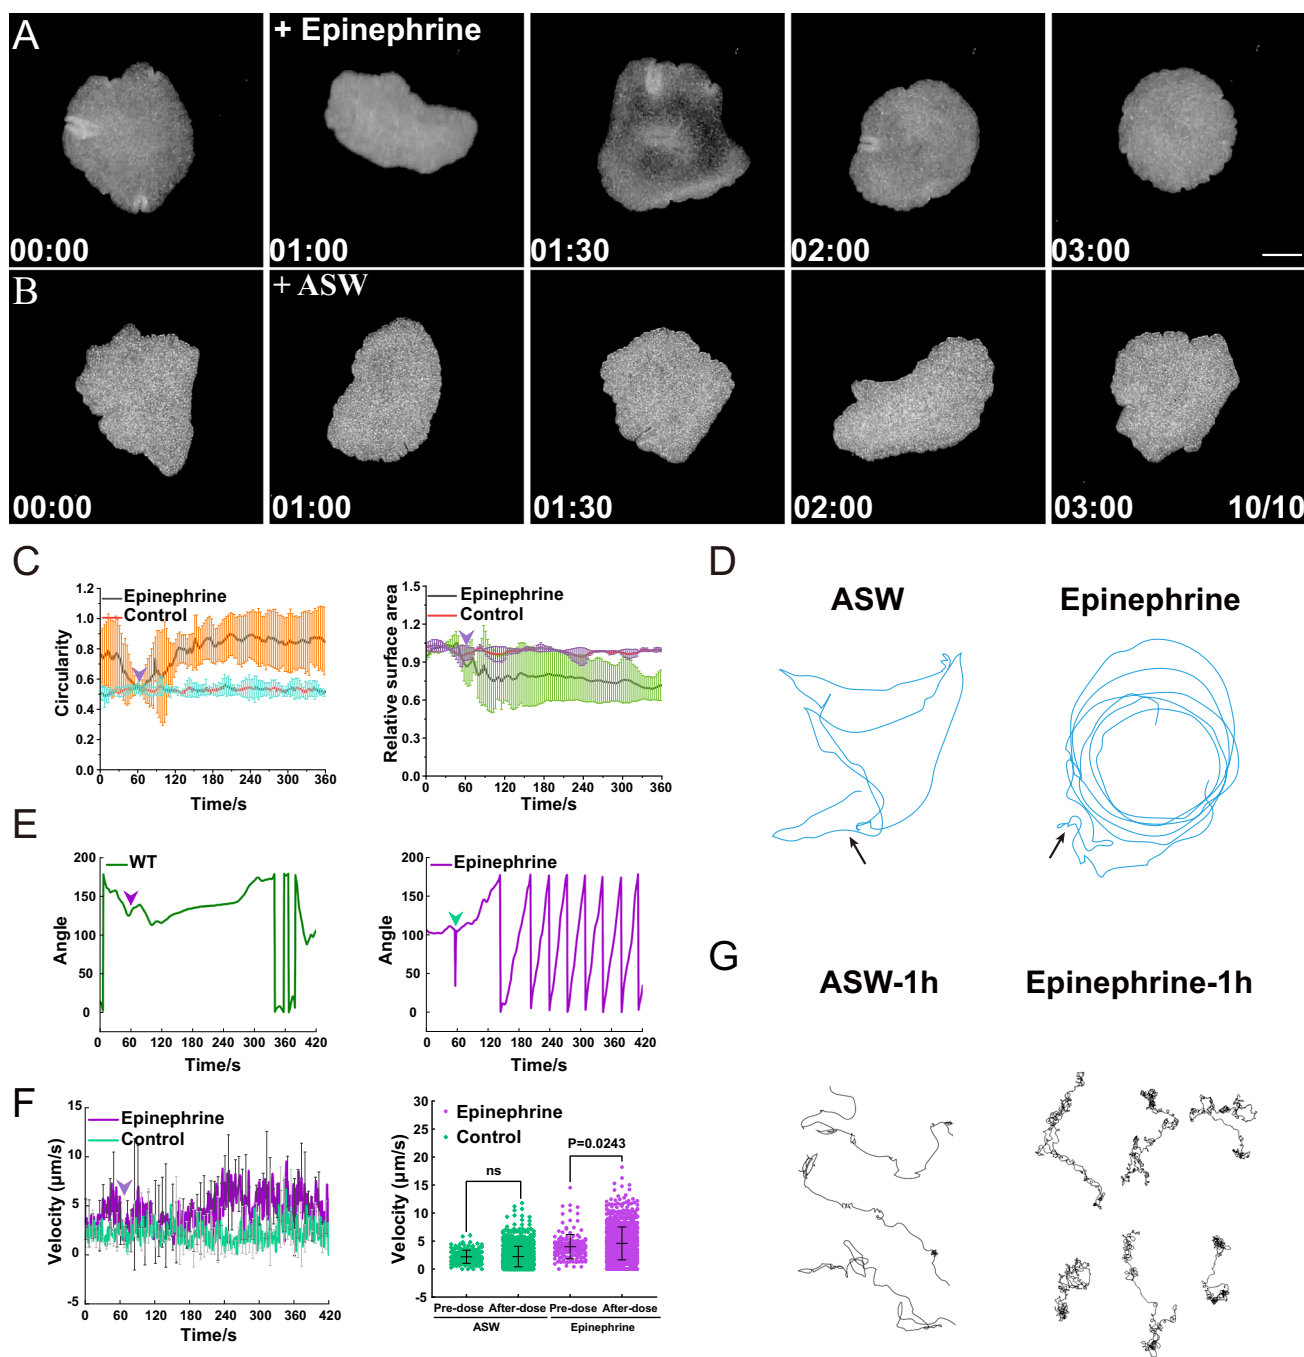 A
+ Epinephrine
00:00
01:00
01:30
02:00
03:00
B
+ ASW
00:00
01:00
01:30
02:00
03:00
10/10
C
Epinephrine
Control
Circularity
1.2
1.0
0.8
0.6
0.4
0.2
0.0
0 60 120 180 240 300 360
Time/s
Epinephrine
Control
Relative surface area
1.5
1.2
0.9
0.6
0.3
0.0
0 60 120 180 240 300 360
Time/s
D
ASW
Epinephrine
E
WT
Angle
200
150
100
50
0
0 60 120 180 240 300 360 420
Time/s
Epinephrine
Angle
200
150
100
50
0
0 60 120 180 240 300 360 420
Time/s
F
Epinephrine
Control
Velocity (μm/s)
15
10
5
0
-5
0 60 120 180 240 300 360 420
Time/s
Epinephrine
Control
ns
P=0.0243
Velocity (μm/s)
30
25
20
15
10
5
0
-5
Pre-dose After-dose Pre-dose After-dose
ASW Epinephrine
G
ASW-1h
Epinephrine-1h